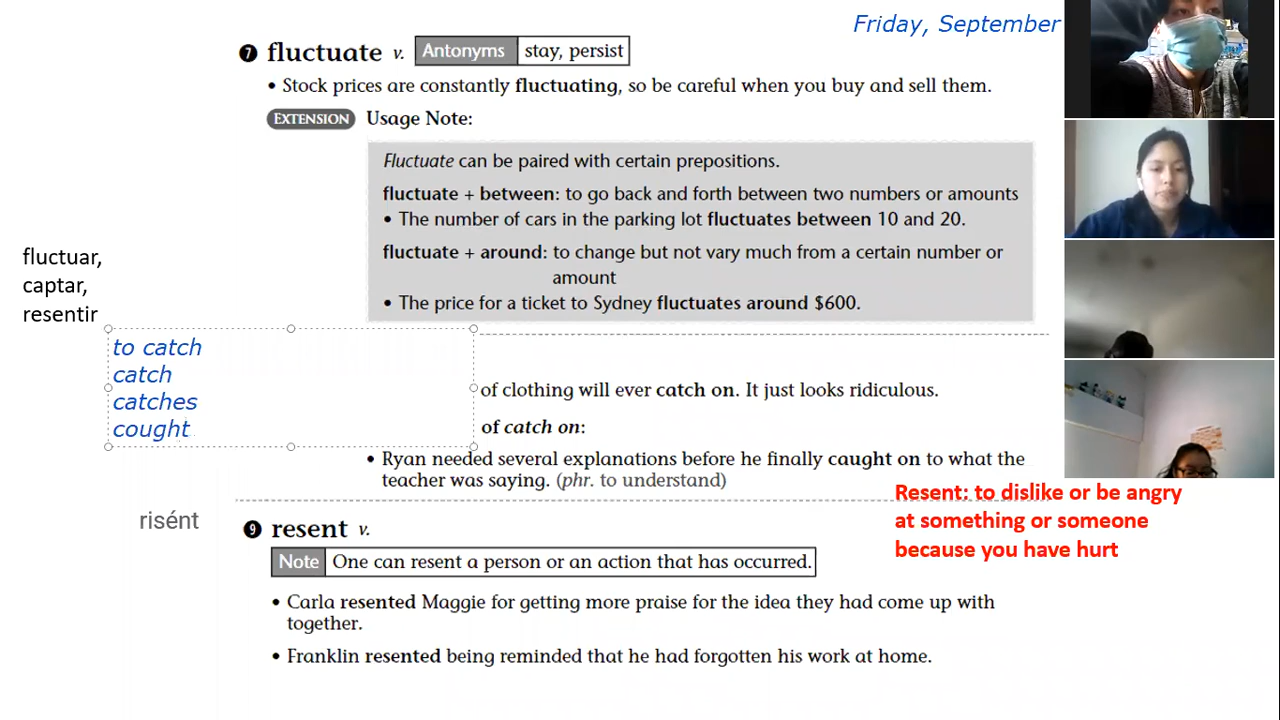 Friday, September
❼ fluctuate v. Antonyms stay, persist
• Stock prices are constantly fluctuating, so be careful when you buy and sell them.
EXTENSION Usage Note:
Fluctuate can be paired with certain prepositions.
fluctuate + between: to go back and forth between two numbers or amounts
• The number of cars in the parking lot fluctuates between 10 and 20.
fluctuate + around: to change but not vary much from a certain number or
amount
• The price for a ticket to Sydney fluctuates around $600.
fluctuar,
captar,
resentir
to catch
catch
catches
cought
of clothing will ever catch on. It just looks ridiculous.
of catch on:
• Ryan needed several explanations before he finally caught on to what the
teacher was saying. (phr. to understand)
Resent: to dislike or be angry
at something or someone
because you have hurt
risént
❾ resent v.
Note One can resent a person or an action that has occurred.
• Carla resented Maggie for getting more praise for the idea they had come up with
together.
• Franklin resented being reminded that he had forgotten his work at home.